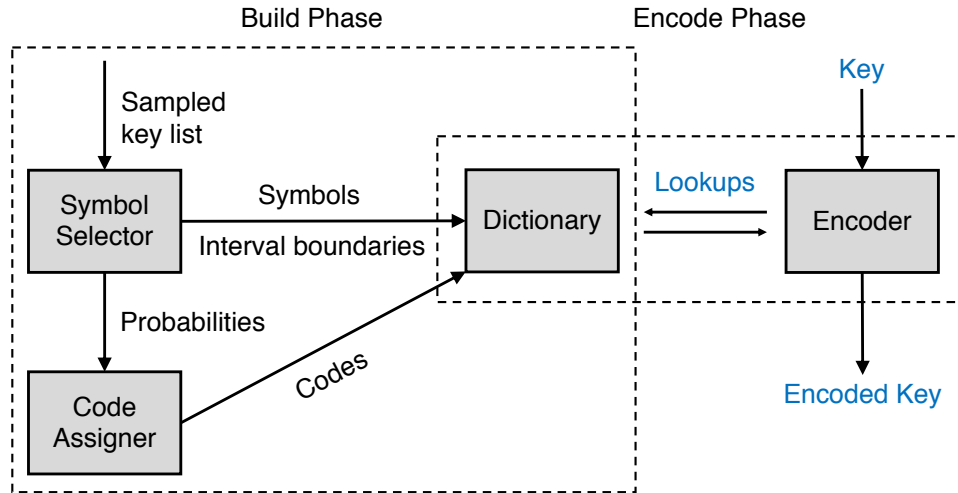 Build Phase
Encode Phase
Key
Sampled
key list
Symbol
Selector
Symbols
Interval boundaries
Dictionary
Lookups
Encoder
Probabilities
Codes
Code
Assigner
Encoded Key